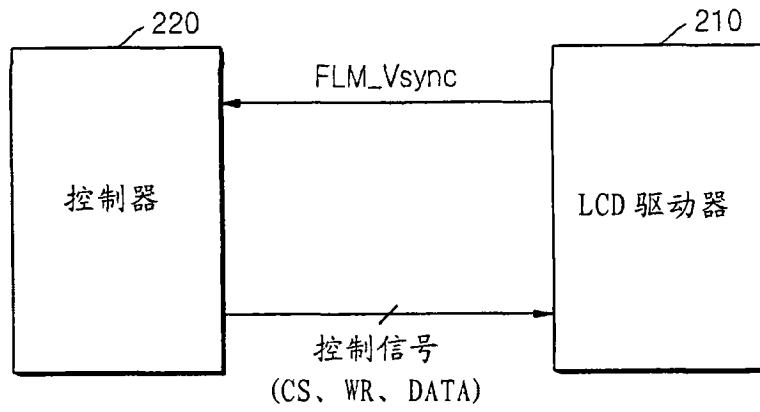 220
210
FLM_Vsync
控制器
LCD 驱动器
控制信号
(CS、WR、DATA)